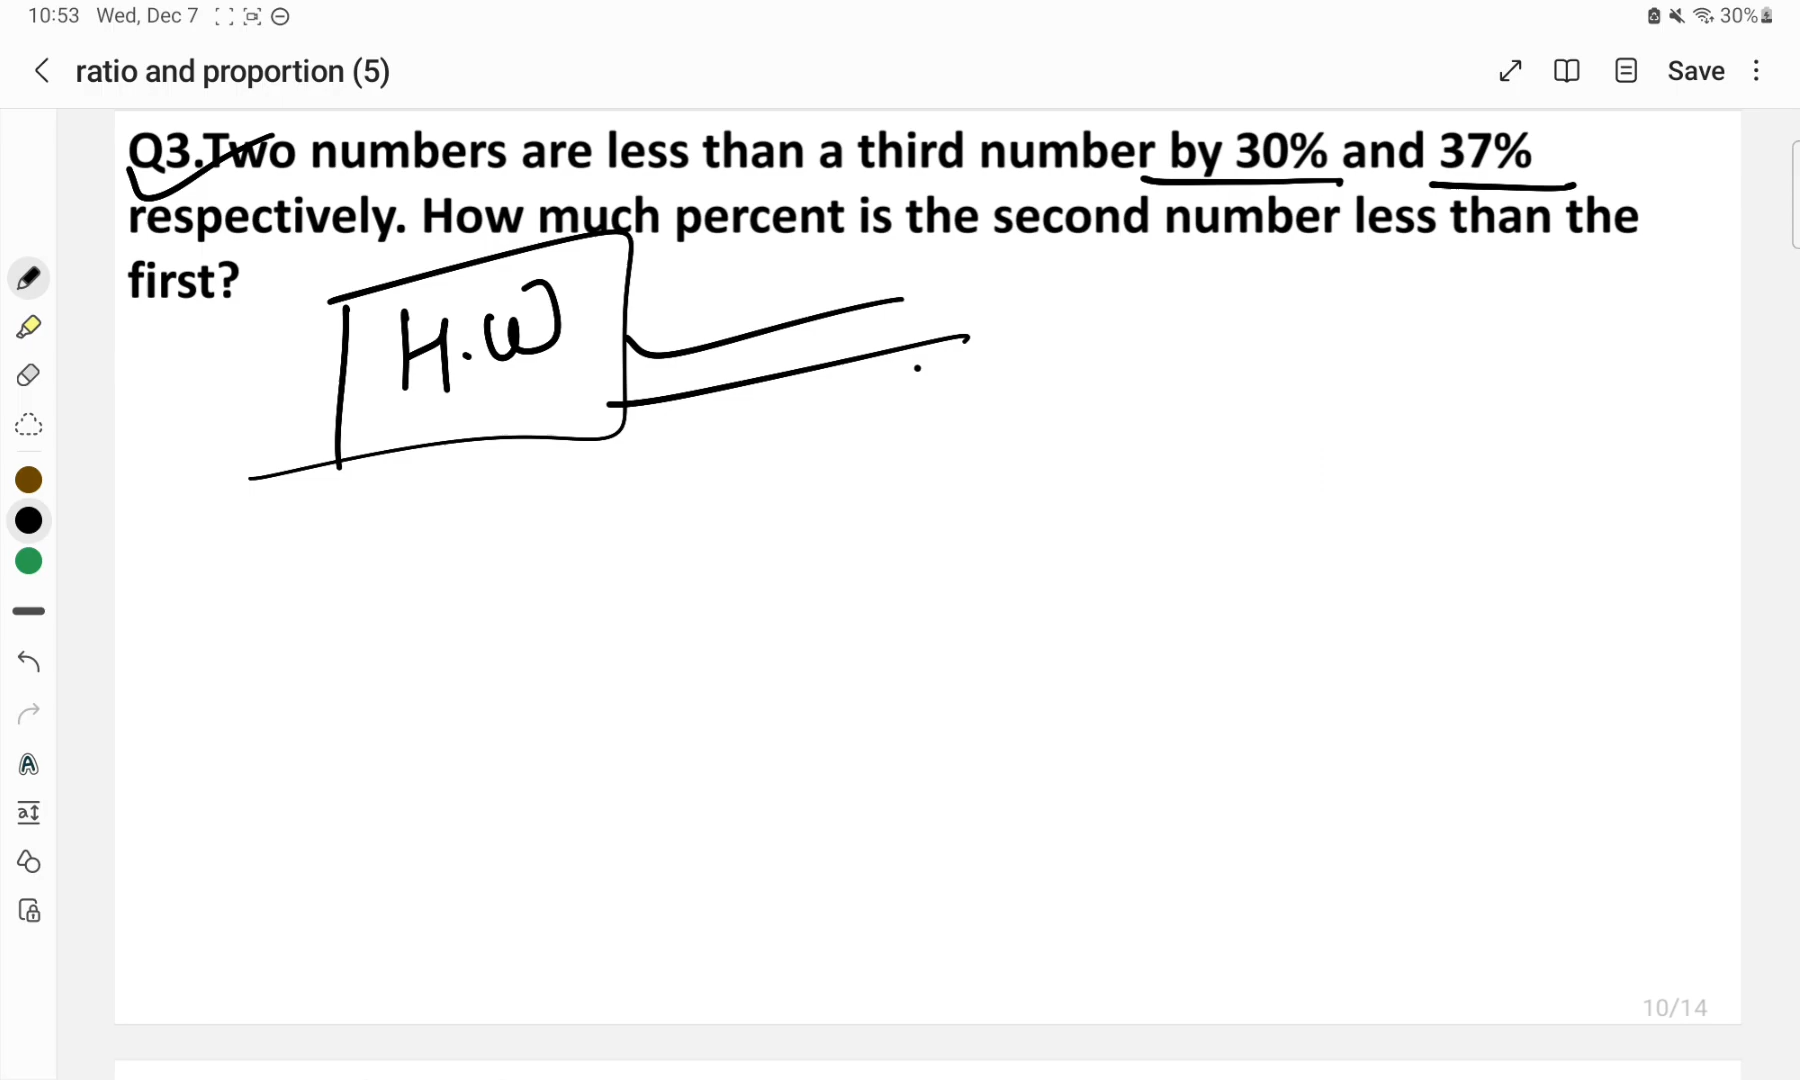 10:53 Wed, Dec 7 30%
ratio and proportion (5) Save
Q3.Two numbers are less than a third number by 30% and 37%
respectively. How much percent is the second number less than the
first?
H.W
10/14